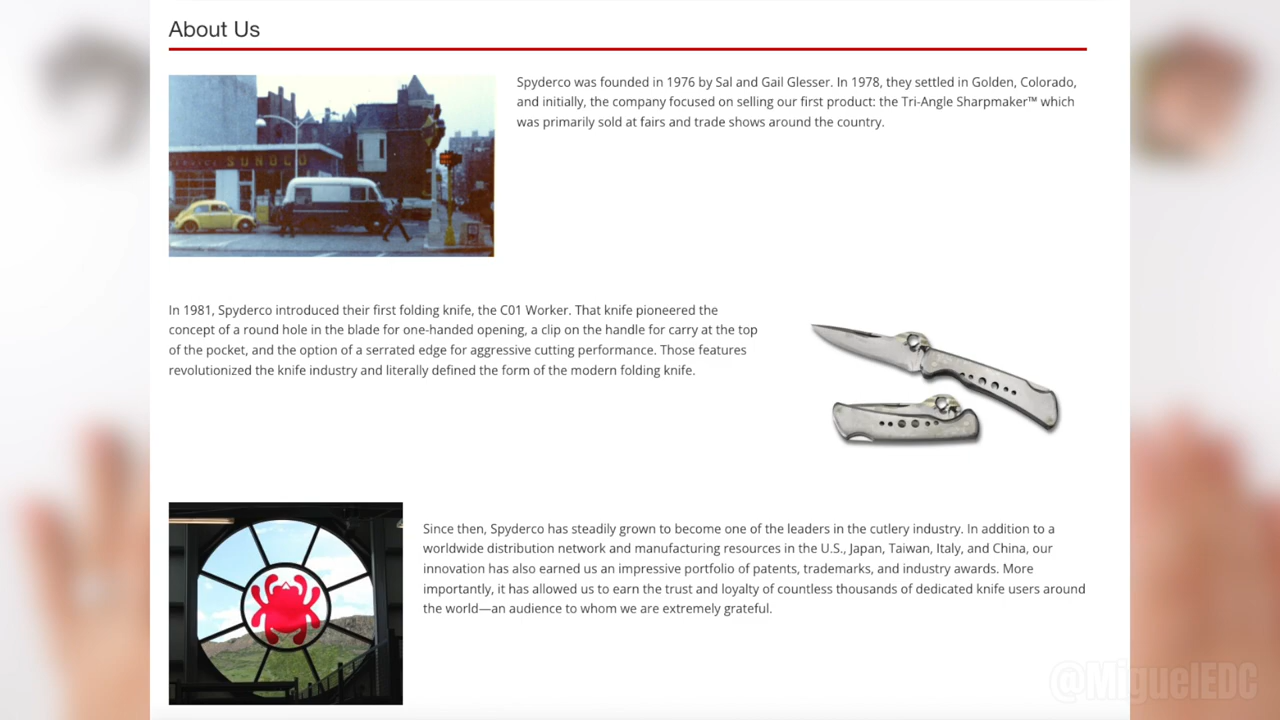 About Us
SUNOCO
Spyderco was founded in 1976 by Sal and Gail Glesser. In 1978, they settled in Golden, Colorado,
and initially, the company focused on selling our first product: the Tri-Angle Sharpmaker™ which
was primarily sold at fairs and trade shows around the country.
In 1981, Spyderco introduced their first folding knife, the C01 Worker. That knife pioneered the
concept of a round hole in the blade for one-handed opening, a clip on the handle for carry at the top
of the pocket, and the option of a serrated edge for aggressive cutting performance. Those features
revolutionized the knife industry and literally defined the form of the modern folding knife.
Since then, Spyderco has steadily grown to become one of the leaders in the cutlery industry. In addition to a
worldwide distribution network and manufacturing resources in the U.S., Japan, Taiwan, Italy, and China, our
innovation has also earned us an impressive portfolio of patents, trademarks, and industry awards. More
importantly, it has allowed us to earn the trust and loyalty of countless thousands of dedicated knife users around
the world—an audience to whom we are extremely grateful.
@MiguelEDC